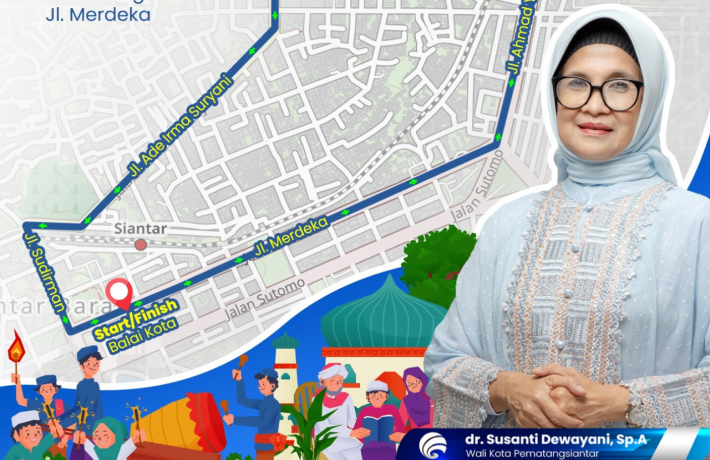 Jl. Merdeka
Jl. Ahmad
Jl. Ade Irma Suryani
Siantar
Jl. Sudirman
Jl. Merdeka
Jalan Sutomo
Jalan Sutomo
Start/Finish
Balai Kota
dr. Susanti Dewayani, Sp.A
Wali Kota Pematangsiantar